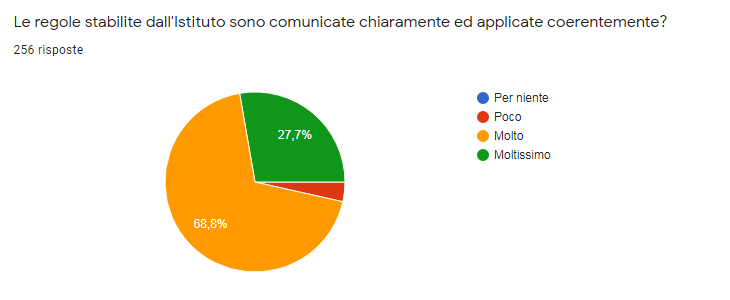 Le regole stabilite dall'Istituto sono comunicate chiaramente ed applicate coerentemente?
256 risposte
Per niente
Poco
Molto
Moltissimo
27,7%
68,8%